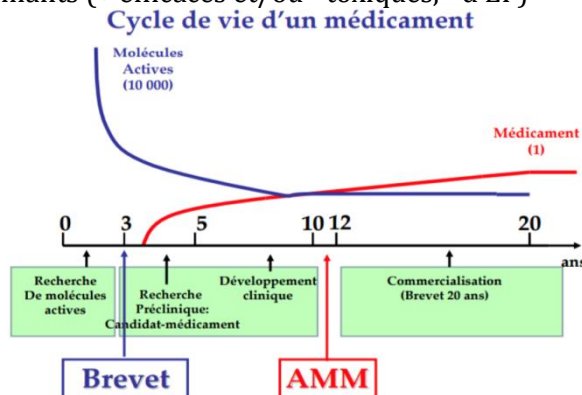 Cycle de vie d'un médicament
Molécules
Actives
(10 000)
Médicament
(1)
0 3 5 10 12 20
ans
Recherche
De molécules
actives
Recherche
Préclinique:
Candidat-médicament
Développement
clinique
Commercialisation
(Brevet 20 ans)
Brevet
AMM